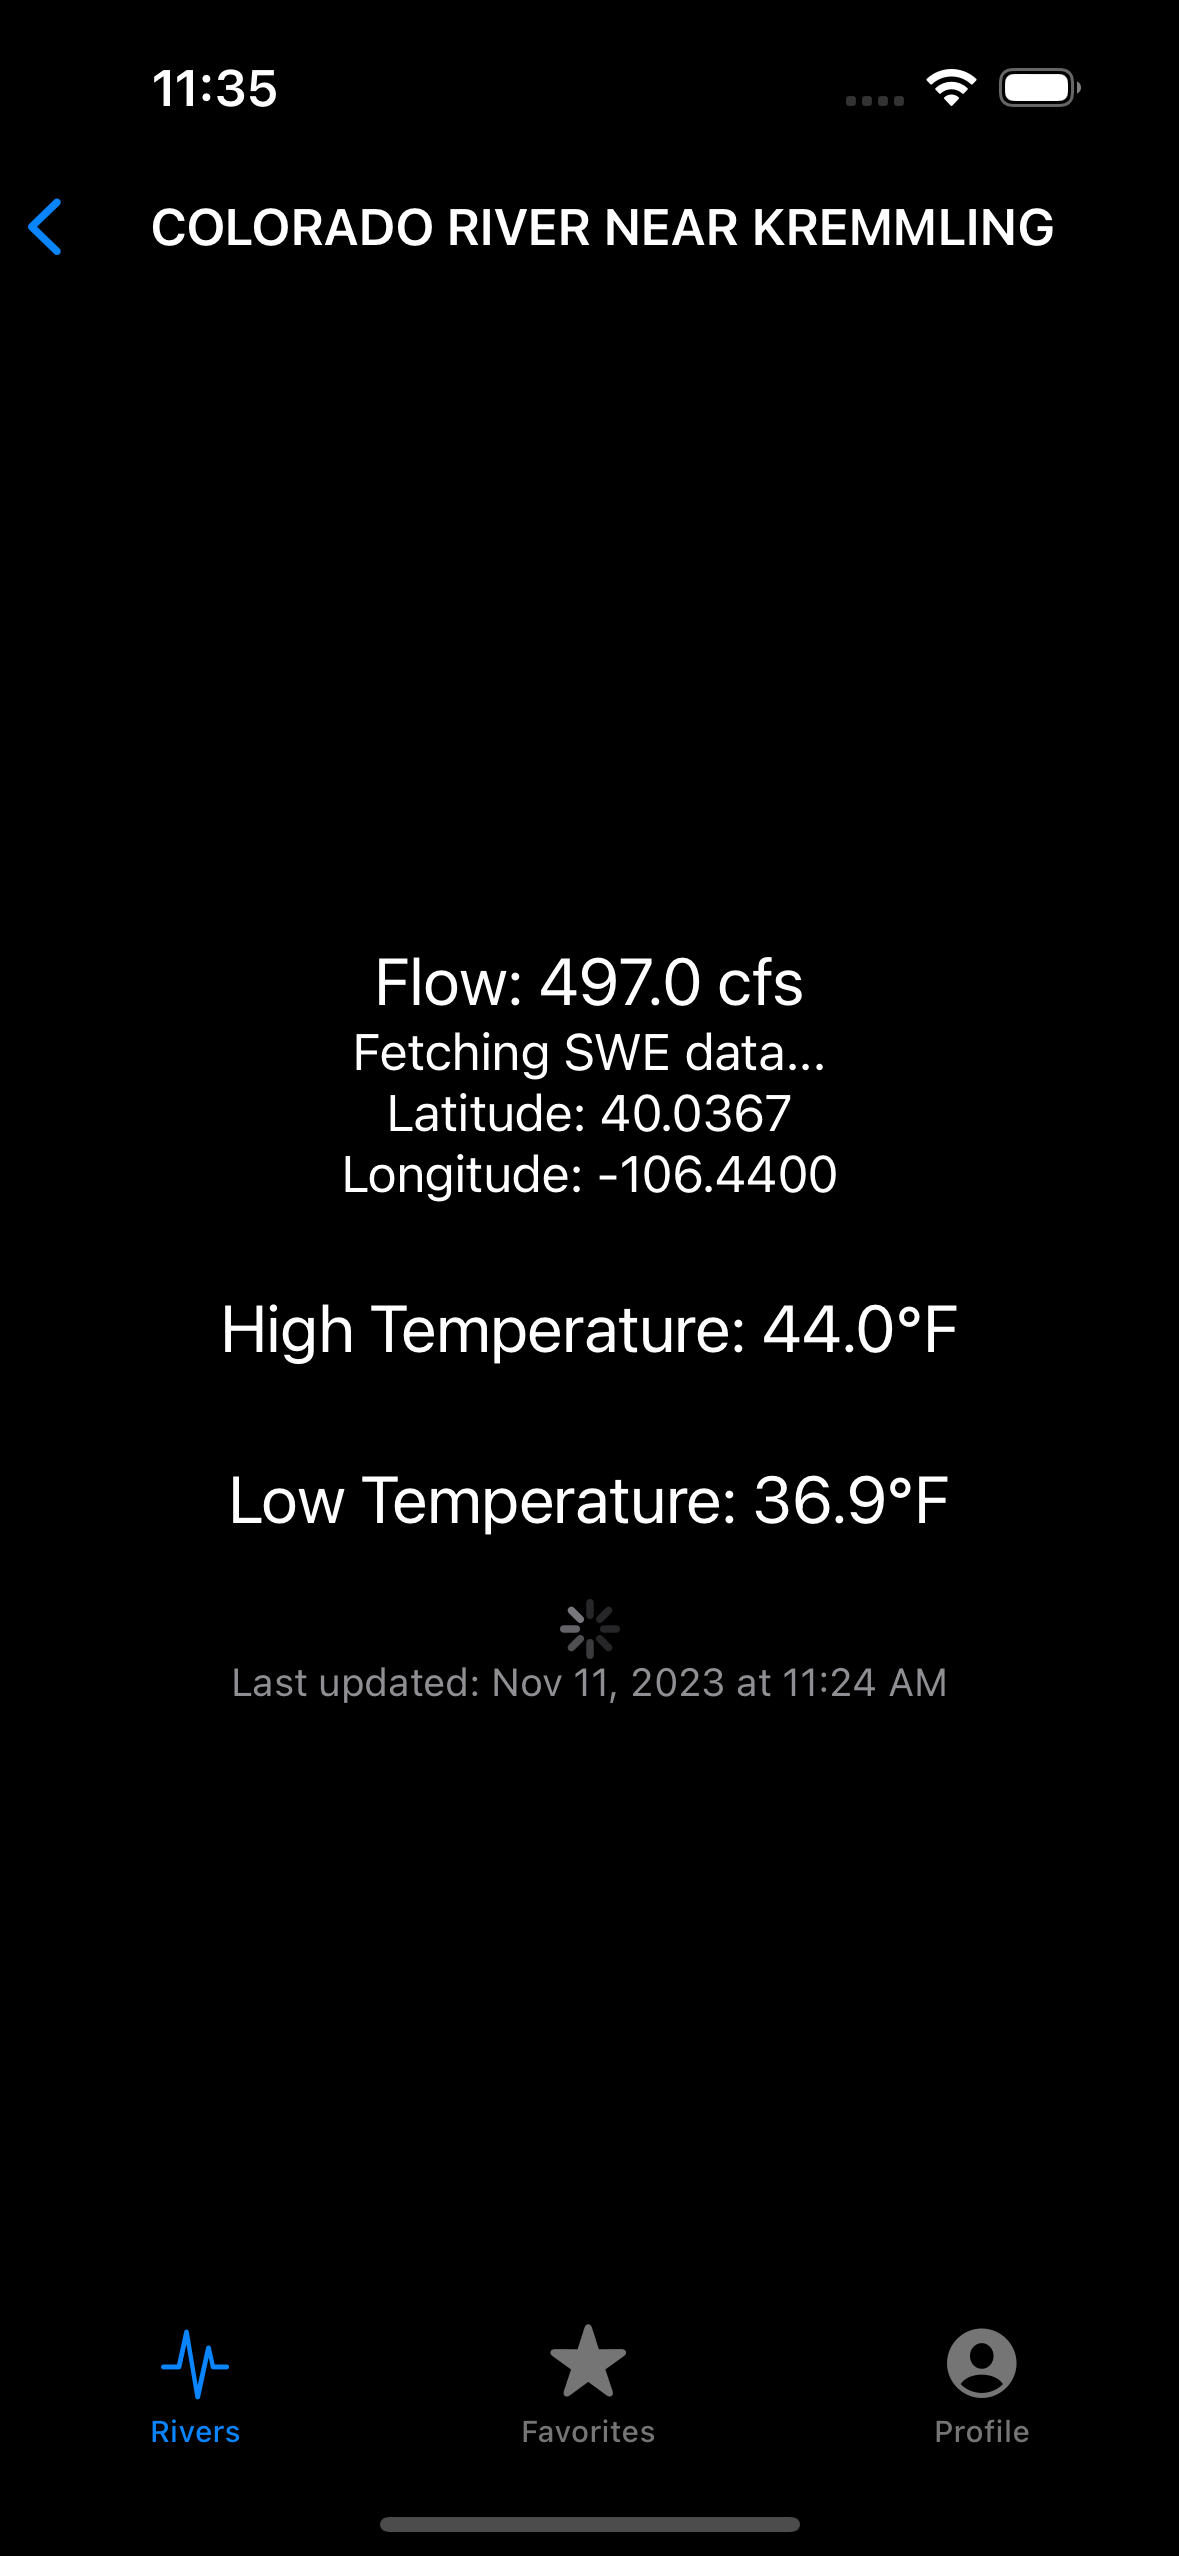 11:35
COLORADO RIVER NEAR KREMMLING
Flow: 497.0 cfs
Fetching SWE data...
Latitude: 40.0367
Longitude: -106.4400
High Temperature: 44.0°F
Low Temperature: 36.9°F
Last updated: Nov 11, 2023 at 11:24 AM
Rivers
Favorites
Profile